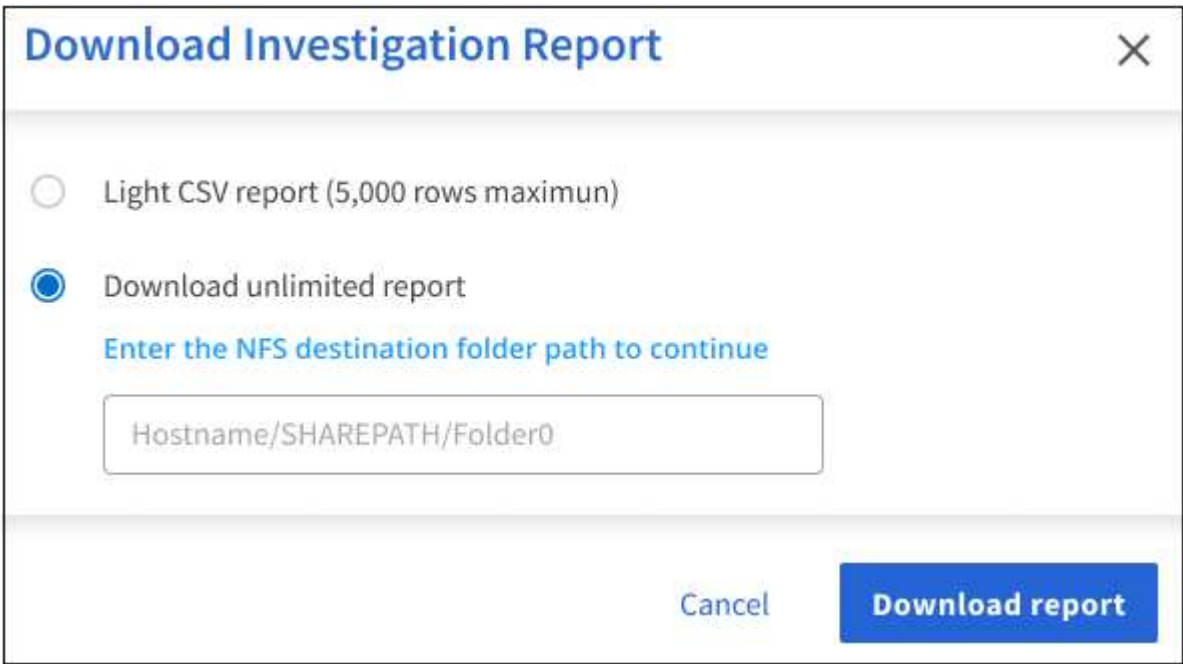 Download Investigation Report
Light CSV report (5,000 rows maximun)
Download unlimited report
Enter the NFS destination folder path to continue
Hostname/SHAREPATH/Folder0
Cancel
Download report